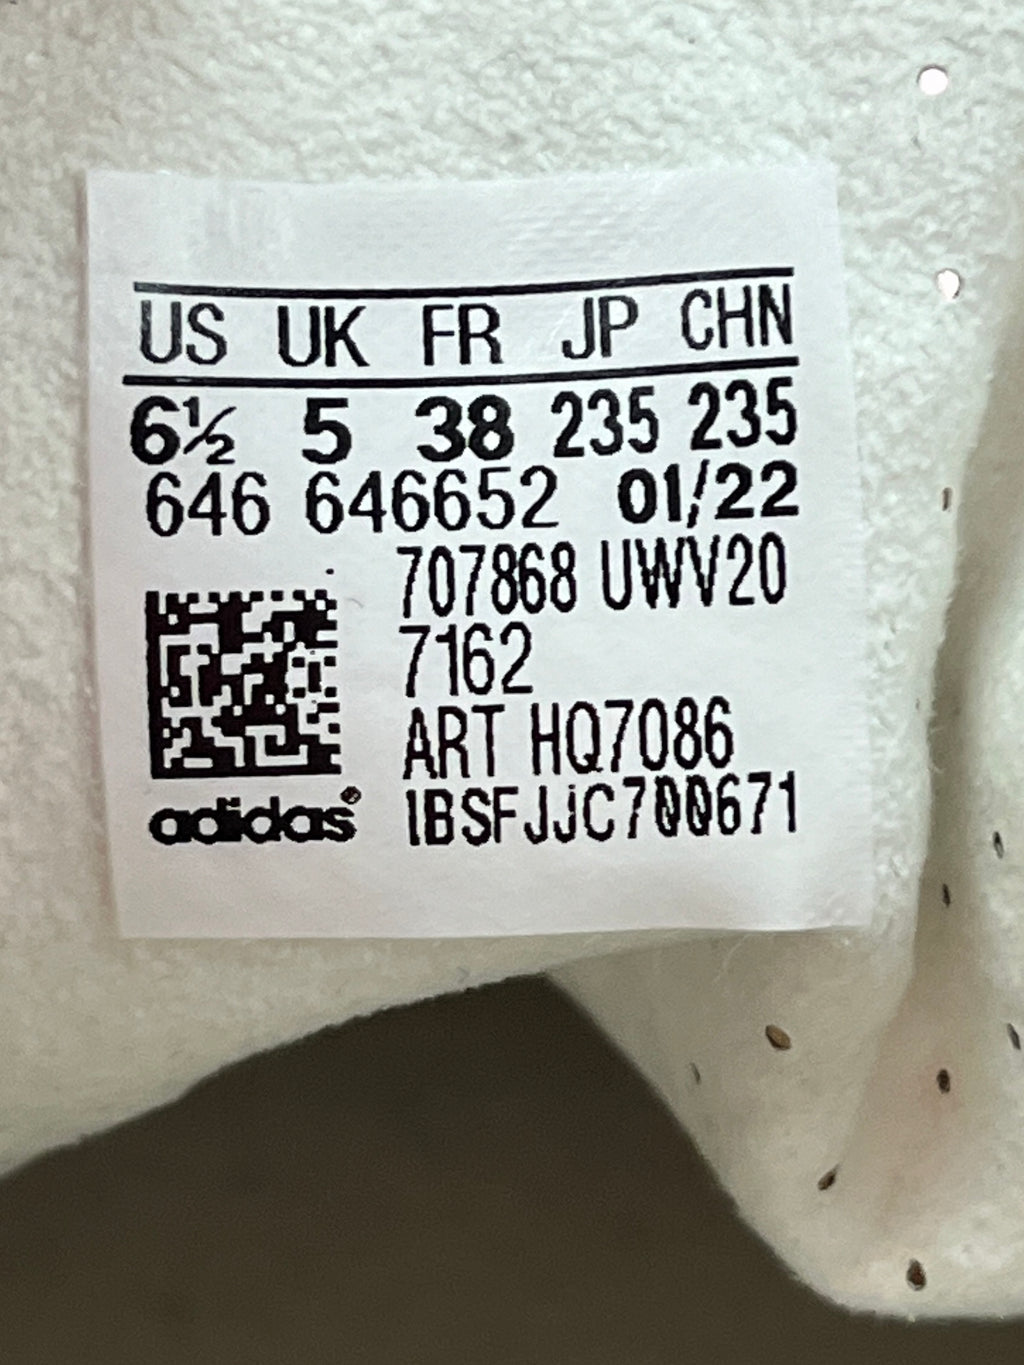 US UK FR JP CHN
6½ 5 38 235 235
646 646652 01/22
707868 UWV20
7162
ART HQ7086
IBSFJJC700671
adidas®